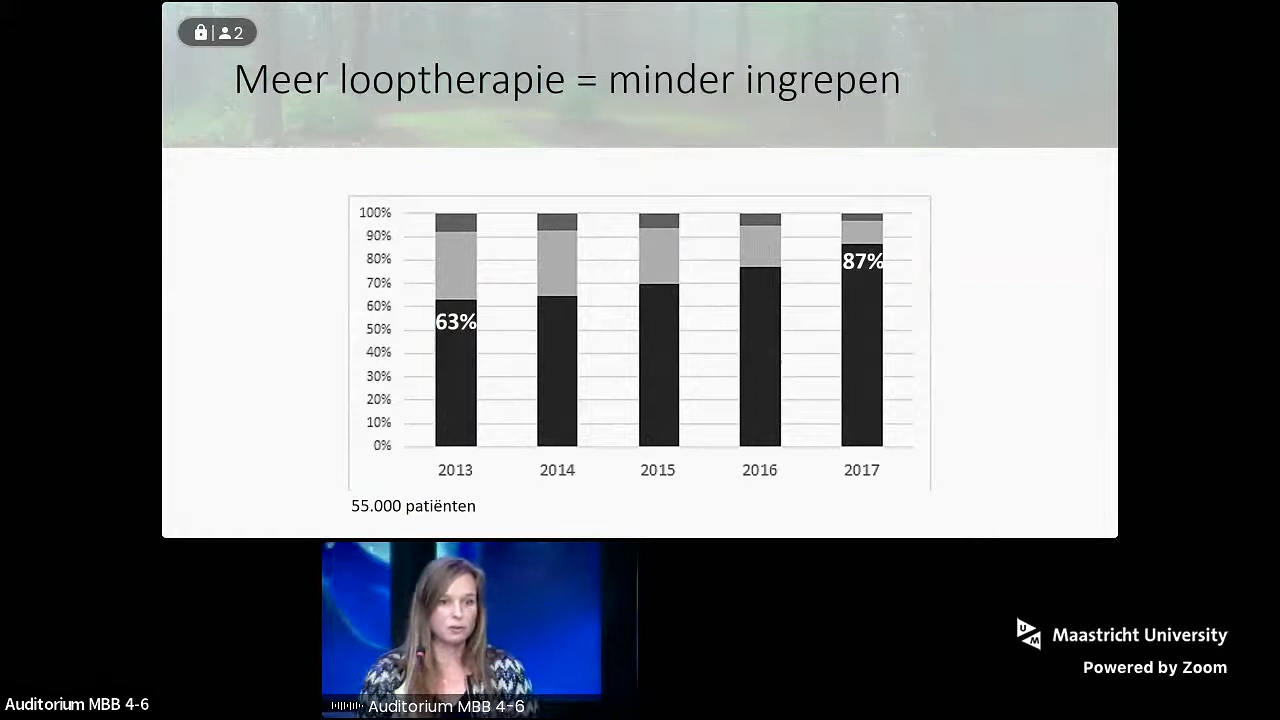 2
Meer looptherapie = minder ingrepen
100%
90%
80%
70%
60%
50%
40%
30%
20%
10%
0%
63%
87%
2013 2014 2015 2016 2017
55.000 patiënten
UM Maastricht University
Powered by Zoom
Auditorium MBB 4-6
Auditorium MBB 4-6